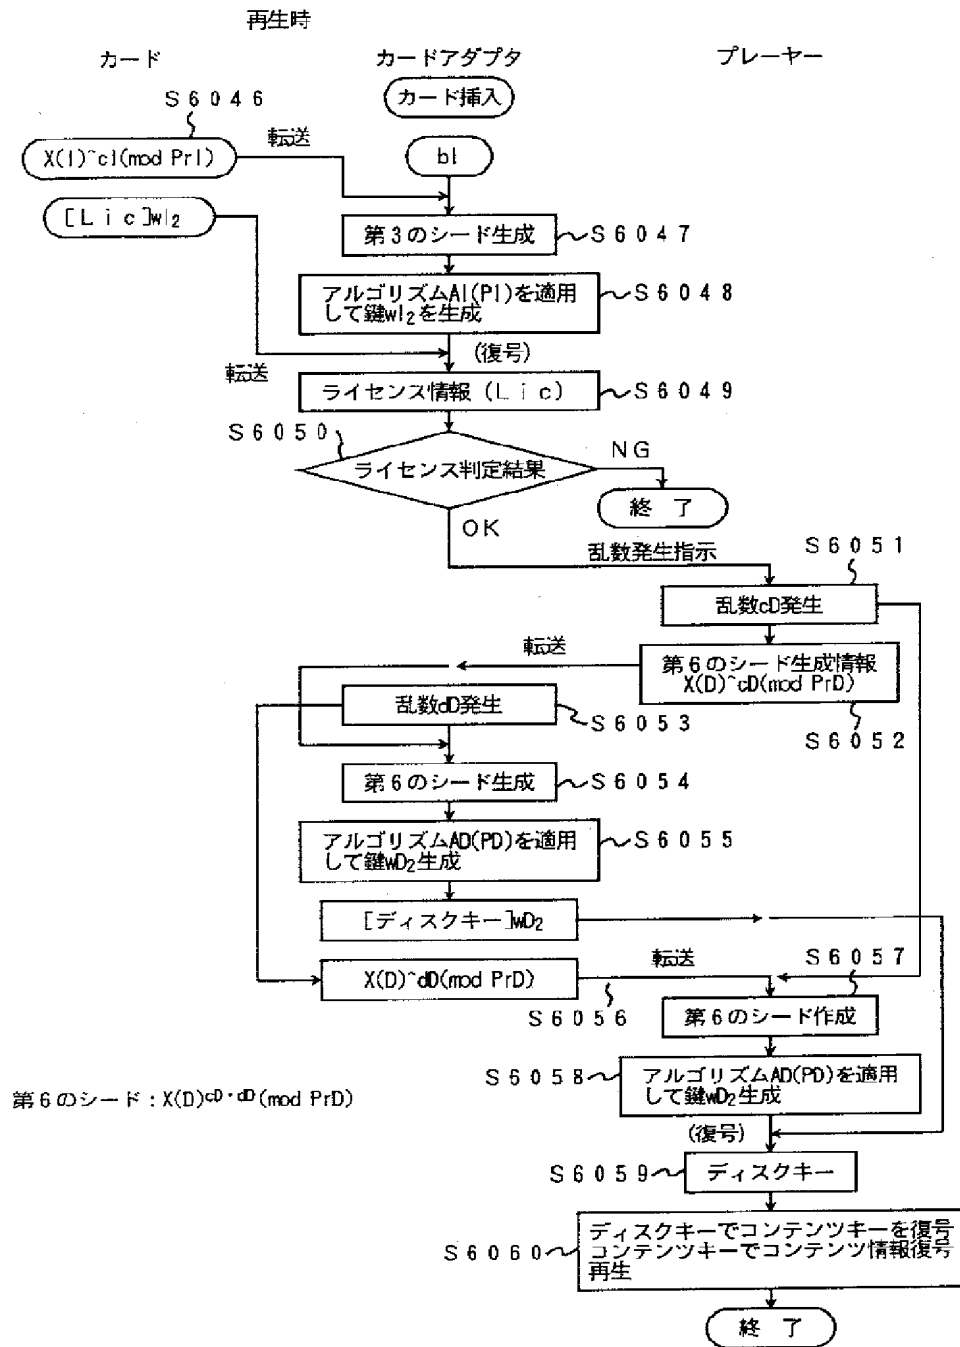 再生時
カード
カードアダプタ
プレーヤー
S6046
カード挿入
転送
X(I)~cI(mod PrI)
bI
[Lic]wI₂
第3のシード生成
S6047
アルゴリズムAI(PI)を適用
して鍵wI₂を生成
S6048
(復号)
転送
ライセンス情報(Lic)
S6049
S6050
ライセンス判定結果
NG
終 了
OK
乱数発生指示
S6051
乱数cD発生
転送
第6のシード生成情報
X(D)~cD(mod PrD)
乱数dD発生
S6053
S6052
第6のシード生成
S6054
アルゴリズムAD(PD)を適用
して鍵wD₂生成
S6055
[ディスクキー]wD₂
X(D)~dD(mod PrD)
転送
S6057
S6056
第6のシード作成
S6058
アルゴリズムAD(PD)を適用
して鍵wD₂生成
第6のシード:X(D)^cD・dD(mod PrD)
(復号)
S6059
ディスクキー
S6060
ディスクキーでコンテンツキーを復号
コンテンツキーでコンテンツ情報復号
再生
終 了